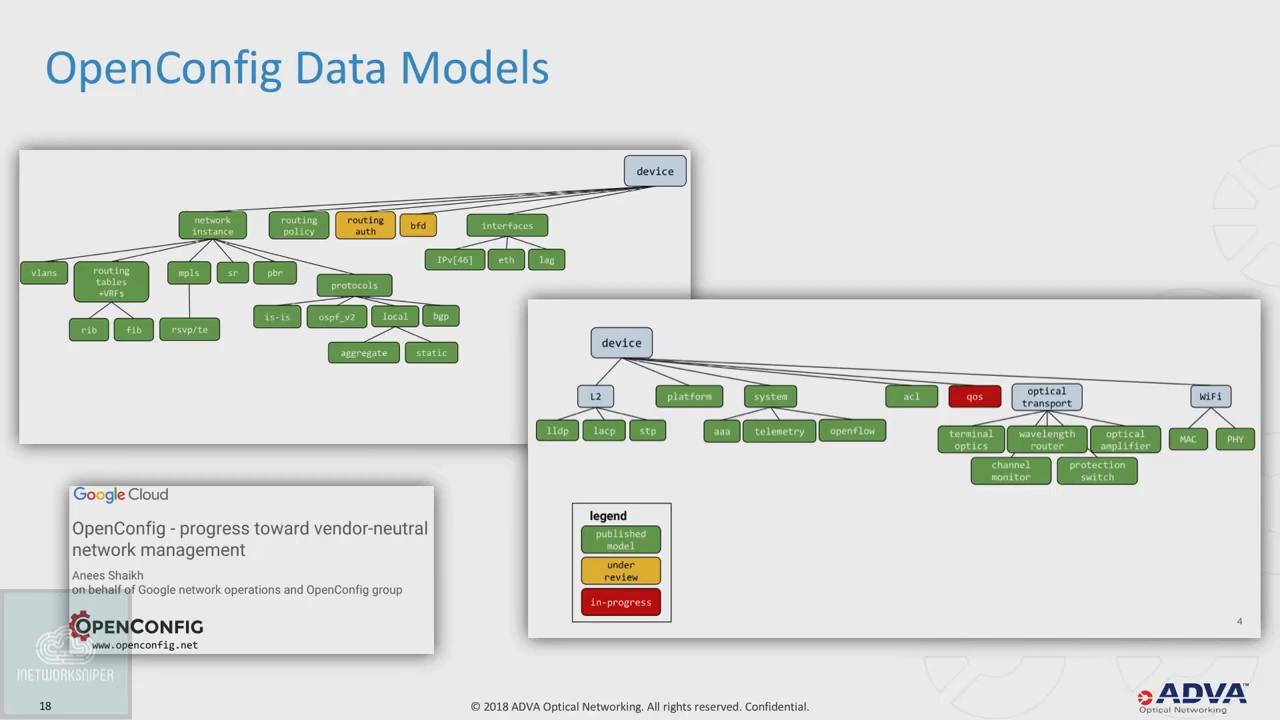 OpenConfig Data Models
device
network
instance
routing
policy
routing
auth
bfd
interfaces
vlans
routing
tables
+VRFs
mpls
sr
pbr
protocols
IPv[46]
eth
lag
rib
fib
rsvp/te
is-is
ospf_v2
local
bgp
aggregate
static
device
L2
platform
system
acl
qos
optical
transport
WiFi
lldp
lacp
stp
aaa
telemetry
openflow
terminal
optics
wavelength
router
optical
amplifier
MAC
PHY
channel
monitor
protection
switch
legend
published
model
under
review
in-progress
4
Google Cloud
OpenConfig - progress toward vendor-neutral
network management
Anees Shaikh
on behalf of Google network operations and OpenConfig group
OPENCONFIG
www.openconfig.net
INETWORKSNIPER
18
© 2018 ADVA Optical Networking. All rights reserved. Confidential.
ADVA™
Optical Networking